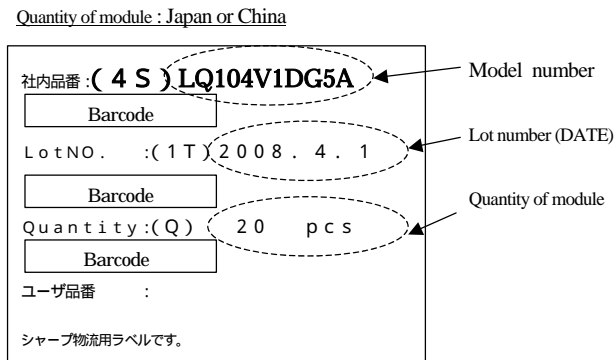 Quantity of module : Japan or China
社内品番:(４Ｓ)LQ104V1DG5A
Model number
Barcode
ＬｏｔＮＯ. :(１Ｔ)２００８．４．１
Lot number (DATE)
Barcode
Quantity of module
Ｑｕａｎｔｉｔｙ:(Ｑ) ２０ ｐｃｓ
Barcode
ユーザ品番 :
シャープ物流用ラベルです。